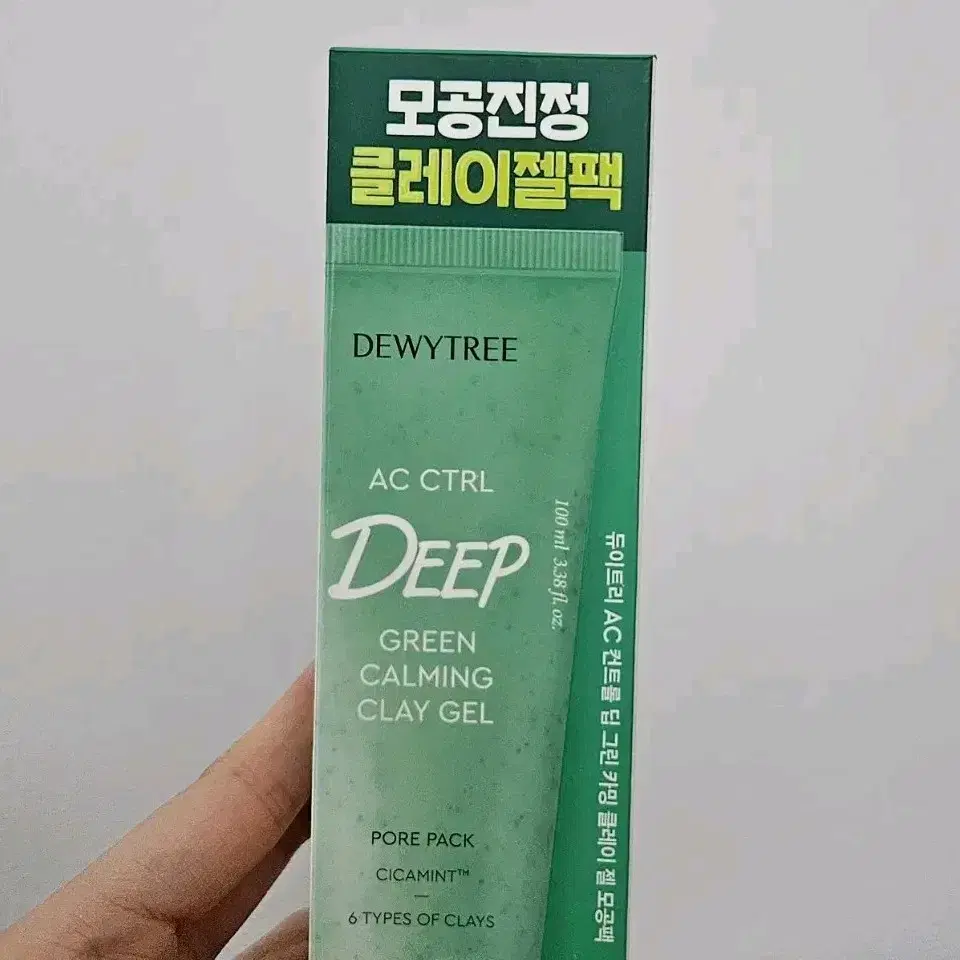 모공진정
클레이젤팩
DEWYTREE
AC CTRL
DEEP
GREEN
CALMING
CLAY GEL
100 ml 3.38 fl. oz.
PORE PACK
CICAMINT™
6 TYPES OF CLAYS
듀이트리 AC 컨트롤 딥 그린 카밍 클레이 젤 모공팩